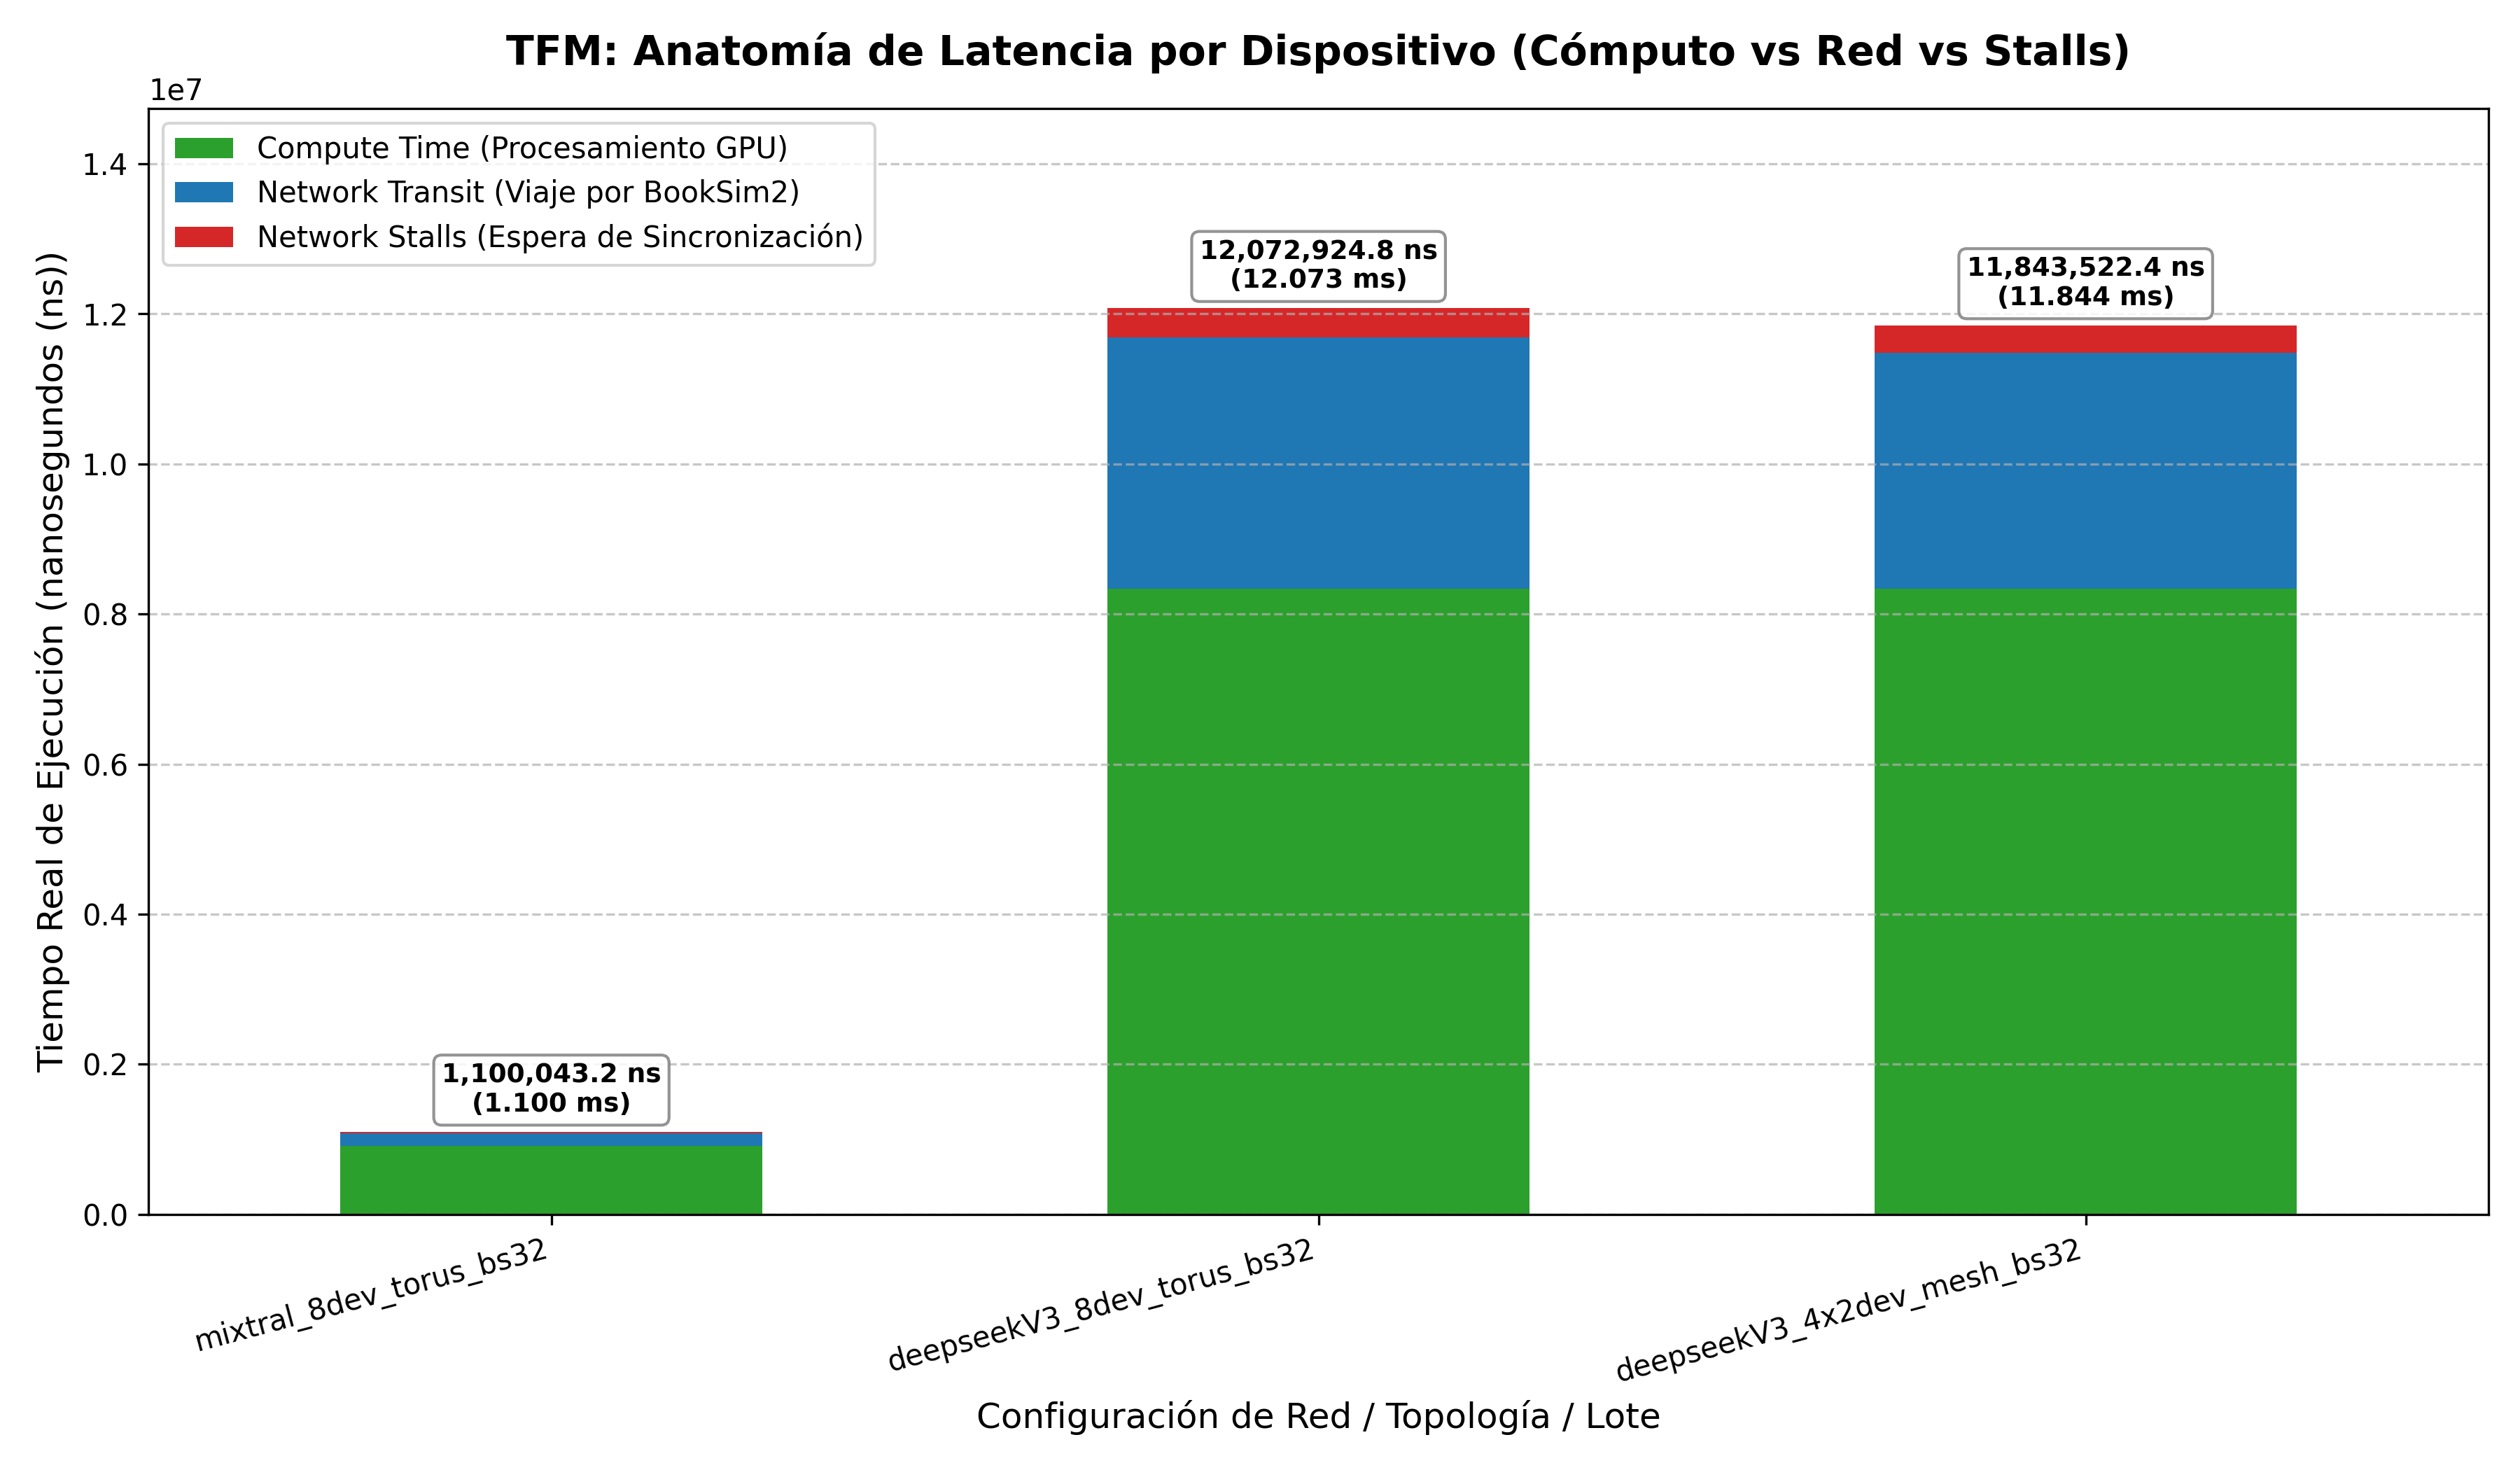 TFM: Anatomía de Latencia por Dispositivo (Cómputo vs Red vs Stalls)
1e7
Compute Time (Procesamiento GPU)
Network Transit (Viaje por BookSim2)
Network Stalls (Espera de Sincronización)
1.4
1.2
1.0
0.8
0.6
0.4
0.2
0.0
Tiempo Real de Ejecución (nanosegundos (ns))
1,100,043.2 ns
(1.100 ms)
12,072,924.8 ns
(12.073 ms)
11,843,522.4 ns
(11.844 ms)
mixtral_8dev_torus_bs32
deepseekV3_8dev_torus_bs32
deepseekV3_4x2dev_mesh_bs32
Configuración de Red / Topología / Lote